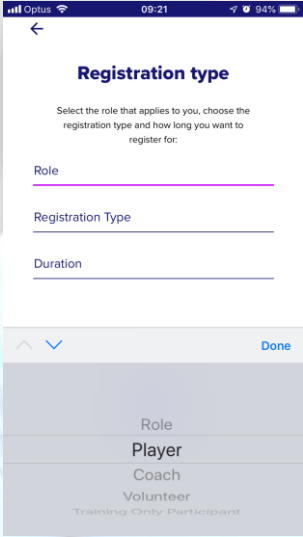 Optus 09:21 94%
Registration type
Select the role that applies to you, choose the
registration type and how long you want to
register for:
Role
Registration Type
Duration
Done
Role
Player
Coach
Volunteer
Training Only Participant